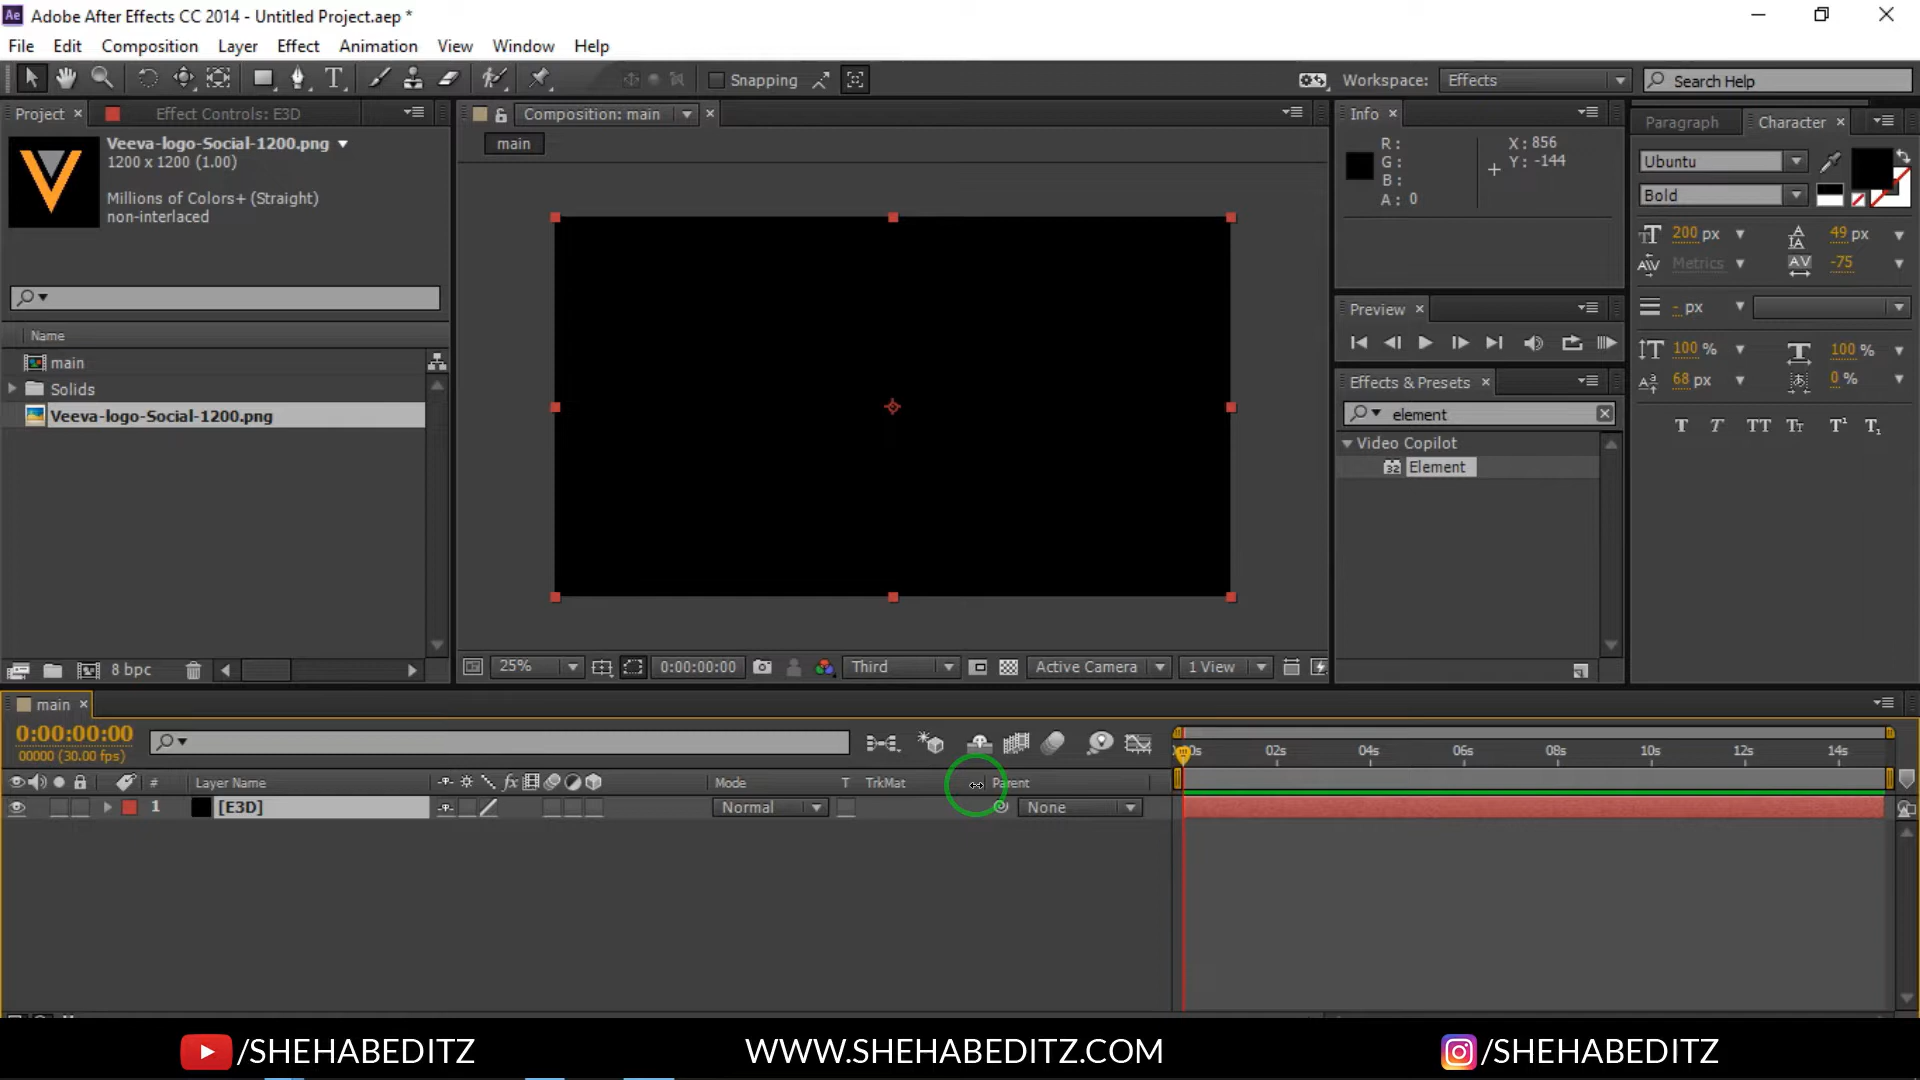 Adobe After Effects CC 2014 - Untitled Project.aep *
File Edit Composition Layer Effect Animation View Window Help
Snapping
Workspace: Effects
Search Help
Project
Effect Controls: E3D
Veeva-logo-Social-1200.png
1200 x 1200 (1.00)
Millions of Colors+ (Straight)
non-interlaced
Name
main
Solids
Veeva-logo-Social-1200.png
8 bpc
Composition: main
main
25%
0:00:00:00
Third
Active Camera
1 View
Info
R :
G :
B :
A : 0
X : 856
Y : -144
Preview
Effects & Presets
element
Video Copilot
32 Element
Paragraph
Character
Ubuntu
Bold
200 px
49 px
Metrics
-75
- px
100 %
100 %
68 px
0 %
T T TT Tt T¹ T₁
main
0:00:00:00
00000 (30.00 fps)
# Layer Name
Mode T TrkMat Parent
1 [E3D]
Normal
None
02s 04s 06s 08s 10s 12s 14s
/SHEHABEDITZ
WWW.SHEHABEDITZ.COM
/SHEHABEDITZ